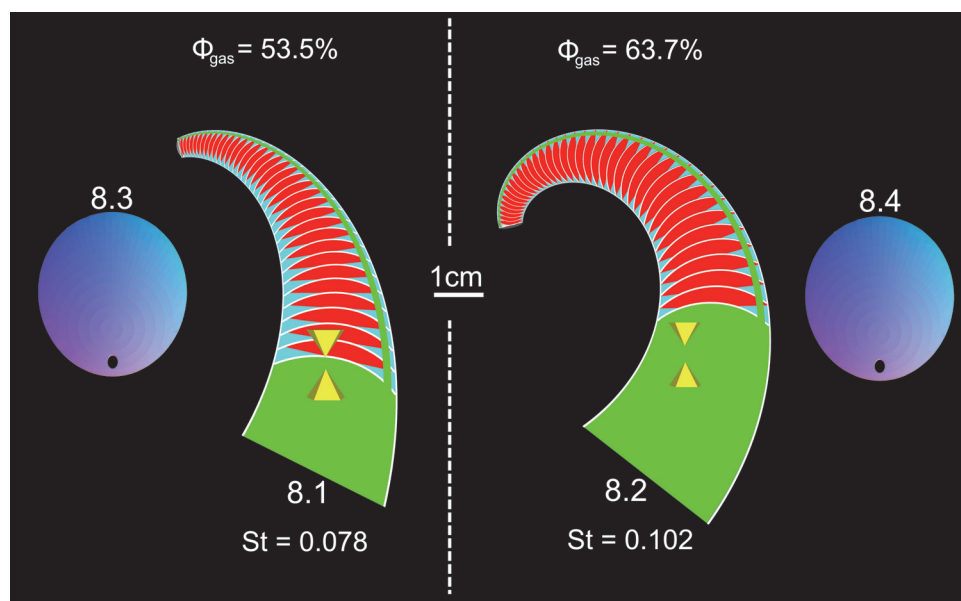 Φgas = 53.5%
Φgas = 63.7%
8.3
8.4
1cm
8.1
8.2
St = 0.078
St = 0.102